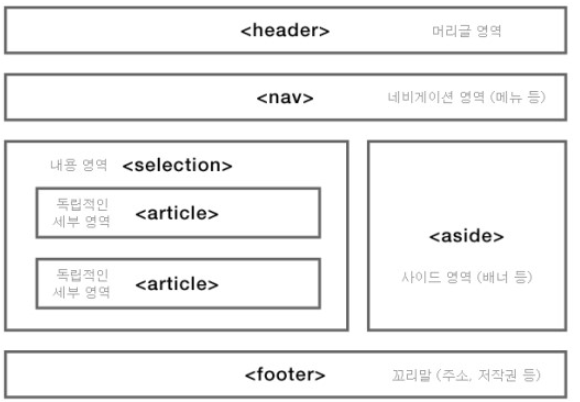 <header> 머리글 영역
<nav> 네비게이션 영역 (메뉴 등)
내용 영역 <selection>
독립적인
세부 영역
<article>
독립적인
세부 영역
<article>
<aside>
사이드 영역 (배너 등)
<footer> 꼬리말 (주소, 저작권 등)